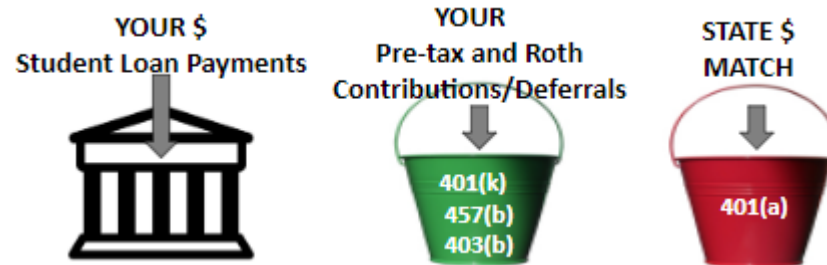 YOUR $
Student Loan Payments
YOUR
Pre-tax and Roth
Contributions/Deferrals
401(k)
457(b)
403(b)
STATE $
MATCH
401(a)